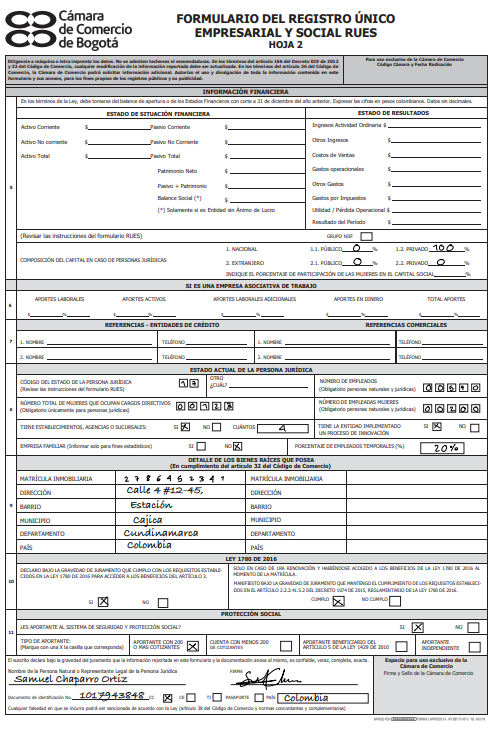 Cámara
de Comercio
de Bogotá
FORMULARIO DEL REGISTRO ÚNICO
EMPRESARIAL Y SOCIAL RUES
HOJA 2
Diligencie a máquina o letra imprenta los datos. No se admiten tachones ni enmendaduras. En los términos del artículo 166 del Decreto 019 de 2012
y 33 del Código de Comercio, cualquier modificación de la información reportada debe ser actualizada. En los términos del artículo 36 del Código de
Comercio, la Cámara de Comercio podrá solicitar información adicional. Autorizo el uso y divulgación de toda la información contenida en este
formulario y sus anexos, para los fines propios de los registros públicos y su publicidad.
Para uso exclusivo de la Cámara de Comercio
Código Cámara y Fecha Radicación
INFORMACIÓN FINANCIERA
En los términos de la Ley, debe tomarse del balance de apertura o de los Estados Financieros con corte a 31 de diciembre del año anterior. Expresar las cifras en pesos colombianos. Datos sin decimales.
5
ESTADO DE SITUACIÓN FINANCIERA
ESTADO DE RESULTADOS
Activo Corriente $ Pasivo Corriente $ Ingresos Actividad Ordinaria $
Activo No corriente $ Pasivo No Corriente $ Otros Ingresos $
Activo Total $ Pasivo Total $ Costos de Ventas $
Patrimonio Neto $ Gastos operacionales $
Pasivo + Patrimonio $ Otros Gastos $
Balance Social (*) $ Gastos por Impuestos $
(*) Solamente si es Entidad sin Ánimo de Lucro Utilidad / Pérdida Operacional $
Resultado del Período $
(Revisar las instrucciones del formulario RUES) GRUPO NIIF
COMPOSICIÓN DEL CAPITAL EN CASO DE PERSONAS JURÍDICAS
1. NACIONAL 1.1. PÚBLICO 0 % 1.2. PRIVADO 100 %
2. EXTRANJERO 2.1. PÚBLICO 0 % 2.2. PRIVADO 0 %
INDIQUE EL PORCENTAJE DE PARTICIPACIÓN DE LAS MUJERES EN EL CAPITAL SOCIAL %
SI ES UNA EMPRESA ASOCIATIVA DE TRABAJO
6
APORTES LABORALES APORTES ACTIVOS APORTES LABORALES ADICIONALES APORTES EN DINERO TOTAL APORTES
$ % $ % $ % $ % $ %
REFERENCIAS - ENTIDADES DE CRÉDITO REFERENCIAS COMERCIALES
7
1. NOMBRE TELÉFONO 1. NOMBRE TELÉFONO
2. NOMBRE TELÉFONO 2. NOMBRE TELÉFONO
ESTADO ACTUAL DE LA PERSONA JURÍDICA
8
CÓDIGO DEL ESTADO DE LA PERSONA JURÍDICA
(Revisar las instrucciones del formulario RUES)
OTRO
¿CUÁL?
NÚMERO DE EMPLEADOS
(Obligatorio personas naturales y jurídicas)
NÚMERO TOTAL DE MUJERES QUE OCUPAN CARGOS DIRECTIVOS
(Obligatorio únicamente para personas jurídicas)
NÚMERO DE EMPLEADAS MUJERES
(Obligatorio personas naturales y jurídicas)
TIENE ESTABLECIMIENTOS, AGENCIAS O SUCURSALES: SI X NO CUÁNTOS 4
TIENE LA ENTIDAD IMPLEMENTADO
UN PROCESO DE INNOVACIÓN
SI X NO
EMPRESA FAMILIAR (Informar solo para fines estadísticos) SI NO X PORCENTAJE DE EMPLEADOS TEMPORALES (%) 20%
DETALLE DE LOS BIENES RAÍCES QUE POSEA
(En cumplimiento del artículo 32 del Código de Comercio)
9
MATRÍCULA INMOBILIARIA 2786452341 MATRÍCULA INMOBILIARIA
DIRECCIÓN Calle 4 #12-45, DIRECCIÓN
BARRIO Estación BARRIO
MUNICIPIO Cajica MUNICIPIO
DEPARTAMENTO Cundinamarca DEPARTAMENTO
PAÍS Colombia PAÍS
LEY 1780 DE 2016
10
DECLARO BAJO LA GRAVEDAD DE JURAMENTO QUE CUMPLO CON LOS REQUISITOS ESTABLE-
CIDOS EN LA LEY 1780 DE 2016 PARA ACCEDER A LOS BENEFICIOS DEL ARTÍCULO 3.
SI X NO
SOLO EN CASO DE 1RA RENOVACIÓN Y HABIÉNDOSE ACOGIDO A LOS BENEFICIOS DE LA LEY 1780 DE 2016 AL
MOMENTO DE LA MATRÍCULA.
MANIFIESTO BAJO LA GRAVEDAD DE JURAMENTO QUE MANTENGO EL CUMPLIMIENTO DE LOS REQUISITOS ESTABLECI-
DOS EN EL ARTÍCULO 2.2.2.41.5.2 DEL DECRETO 1074 DE 2015, REGLAMENTARIO DE LA LEY 1780 DE 2016.
CUMPLO X NO CUMPLO
PROTECCIÓN SOCIAL
11
¿ES APORTANTE AL SISTEMA DE SEGURIDAD Y PROTECCIÓN SOCIAL? SI X NO
TIPO DE APORTANTE:
(Marque con una X la casilla que corresponda)
APORTANTE CON 200
O MAS COTIZANTES X
CUENTA CON MENOS 200
DE COTIZANTES
APORTANTE BENEFICIARIO DEL
ARTÍCULO 5 DE LA LEY 1429 DE 2010
APORTANTE
INDEPENDIENTE
El suscrito declara bajo la gravedad del juramento que la información reportada en este formulario y la documentación anexa al mismo, es confiable, veraz, completa, exacta.
Nombre de la Persona Natural o Representante Legal de la Persona Jurídica
Samuel Chaparro Ortiz
FIRMA
Documento de identificación No. 1017943848 CC X CE TI PASAPORTE PAÍS Colombia
Cualquier falsedad en que se incurra podrá ser sancionada de acuerdo con la Ley (artículo 38 del Código de Comercio y normas concordantes y complementarias)
Espacio para uso exclusivo de la
Cámara de Comercio
Firma y Sello de la Cámara de Comercio